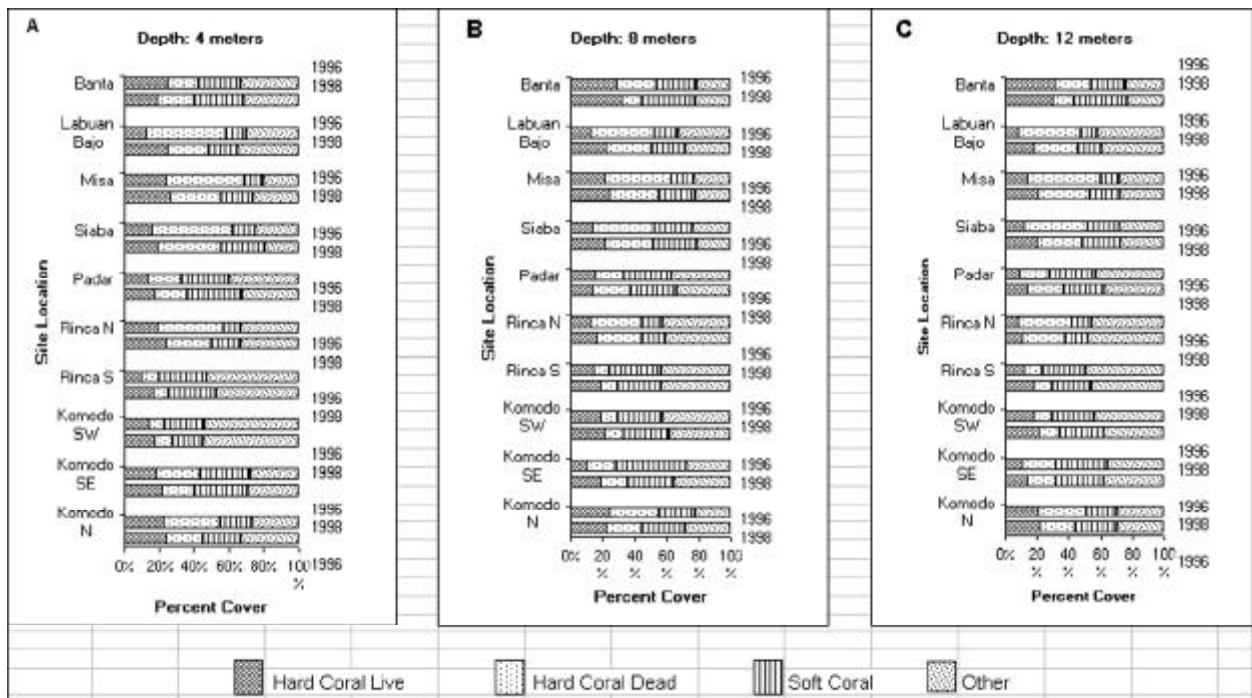 A
Depth: 4 meters
Site Location
Banta
1996
1998
Labuan
Bajo
1996
1998
Misa
1996
1998
Siaba
1996
1998
Padar
1996
1998
Rinca N
1996
1998
Rinca S
1996
1998
Komodo
SW
1996
1998
Komodo
SE
1996
1998
Komodo
N
1996
0% 20% 40% 60% 80% 100
%
Percent Cover
B
Depth: 8 meters
Site Location
Banta
1996
1998
Labuan
Bajo
1996
1998
Misa
1996
1998
Siaba
1996
1998
Padar
1996
1998
Rinca N
1996
1998
Rinca S
1996
1998
Komodo
SW
1996
1998
Komodo
SE
1996
1998
Komodo
N
1996
1998
0% 20 40 60 80 100
% % % % %
Percent Cover
C
Depth: 12 meters
Site Location
Banta
1996
1998
Labuan
Bajo
1996
1998
Misa
1996
1998
Siaba
1996
1998
Padar
1996
1998
Rinca N
1996
1998
Rinca S
1996
1998
Komodo
SW
1996
1998
Komodo
SE
1996
1998
Komodo
N
1996
1998
1996
0% 20 40 60 80 100
% % % % %
Percent Cover
Hard Coral Live
Hard Coral Dead
Soft Coral
Other